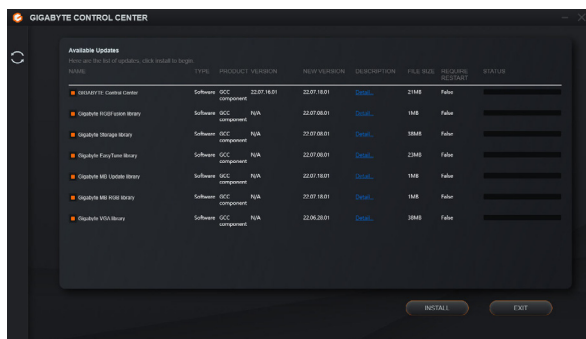 GIGABYTE CONTROL CENTER
Available Updates
Here are the list of updates, click install to begin
NAME TYPE PRODUCT VERSION NEW VERSION DESCRIPTION FILE SIZE REQUIRE RESTART STATUS
GIGABYTE Control Center Software GCC component 22.07.16.01 22.07.18.01 Detail... 21MB False
Gigabyte RGBFusion library Software GCC component N/A 22.07.08.01 Detail... 1MB False
Gigabyte Storage library Software GCC component N/A 22.07.08.01 Detail... 38MB False
Gigabyte EasyTune library Software GCC component N/A 22.07.00.01 Detail... 23MB False
Gigabyte MB Update library Software GCC component N/A 22.07.18.01 Detail... 1MB False
Gigabyte MB RGB library Software GCC component N/A 22.07.18.01 Detail... 1MB False
Gigabyte VGA library Software GCC component N/A 22.06.28.01 Detail... 38MB False
INSTALL EXIT